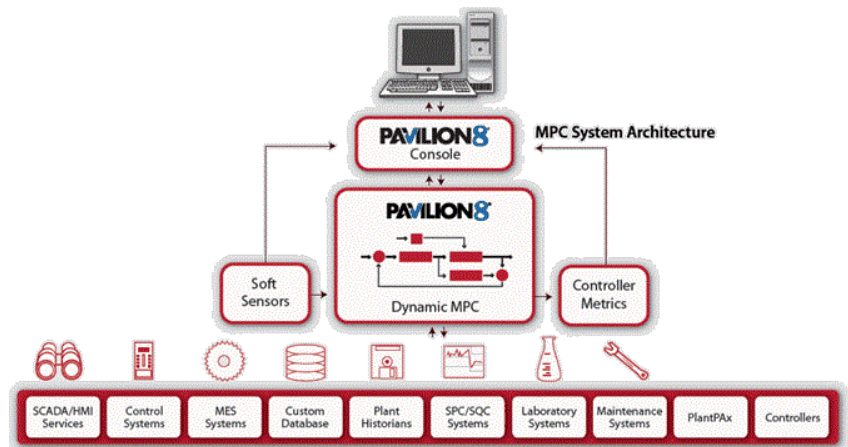 PAVILION8
Console
MPC System Architecture
PAVILION8
Dynamic MPC
Soft
Sensors
Controller
Metrics
SCADA/HMI
Services
Control
Systems
MES
Systems
Custom
Database
Plant
Historians
SPC/SQC
Systems
Laboratory
Systems
Maintenance
Systems
PlantPAx
Controllers